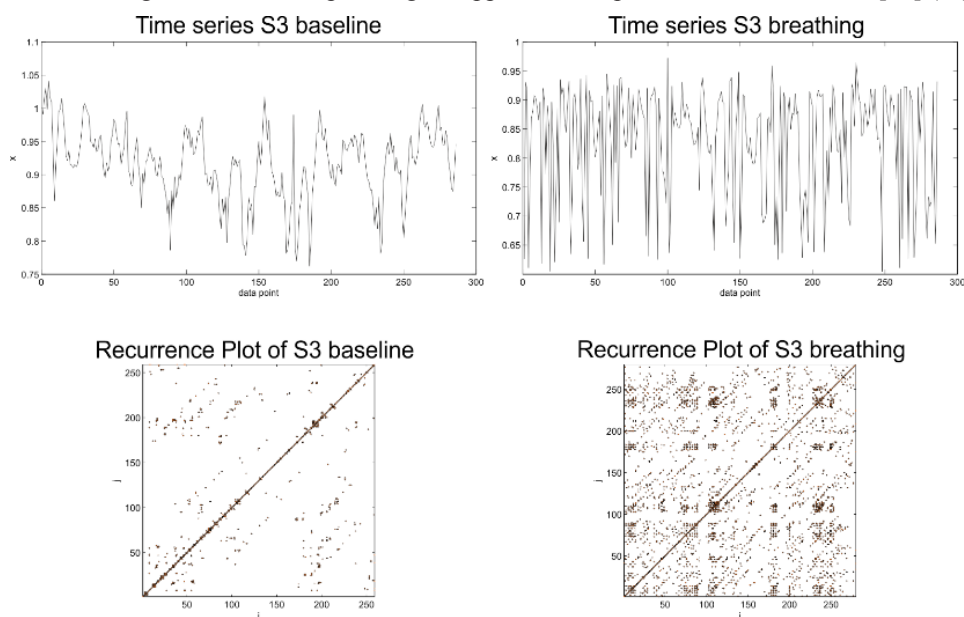 Time series S3 baseline
1.1
1.05
1
0.95
0.9
0.85
0.8
0.75
x
0 50 100 150 200 250 300
data point
Time series S3 breathing
1
0.95
0.9
0.85
0.8
0.75
0.7
0.65
x
0 50 100 150 200 250 300
data point
Recurrence Plot of S3 baseline
250
200
150
100
50
j
50 100 150 200 250
Recurrence Plot of S3 breathing
250
200
150
100
50
j
50 100 150 200 250